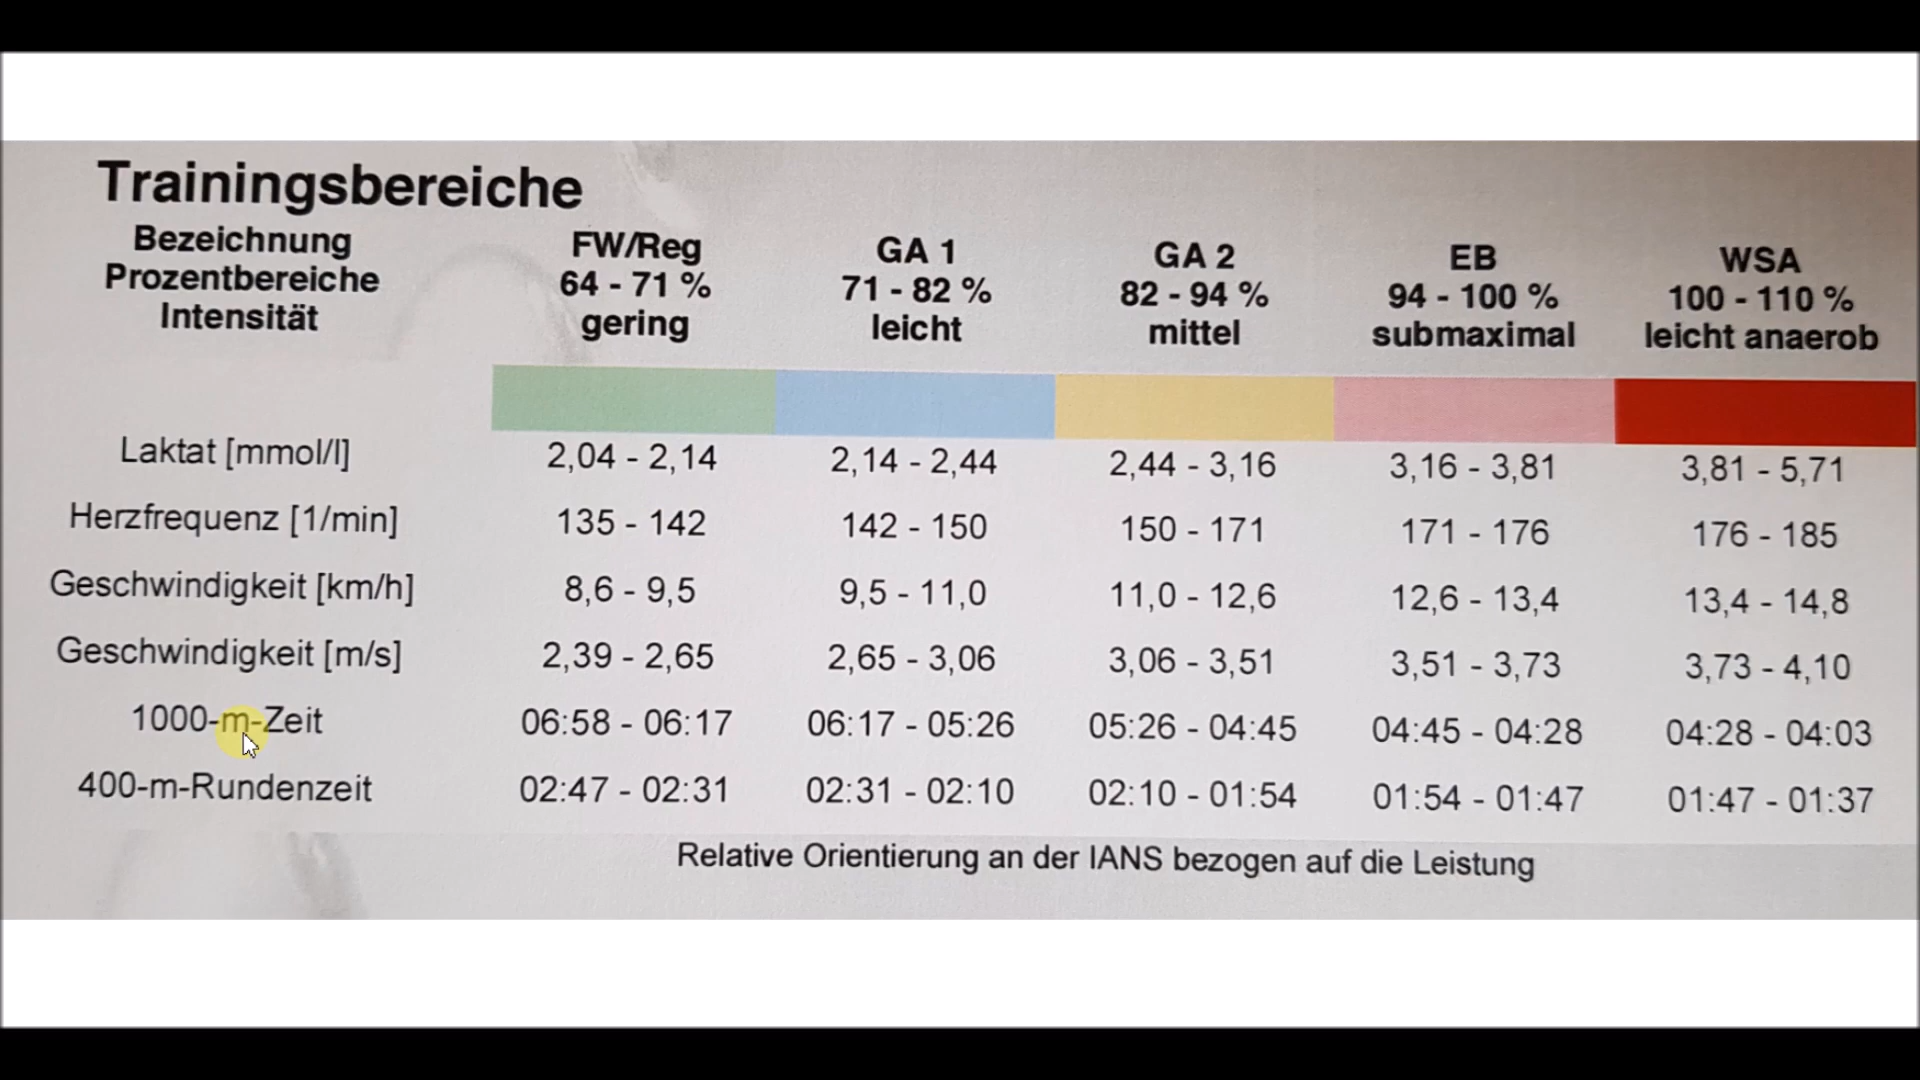 Trainingsbereiche
Bezeichnung FW/Reg GA 1 GA 2 EB WSA
Prozentbereiche 64 - 71 % 71 - 82 % 82 - 94 % 94 - 100 % 100 - 110 %
Intensität gering leicht mittel submaximal leicht anaerob
Laktat [mmol/l] 2,04 - 2,14 2,14 - 2,44 2,44 - 3,16 3,16 - 3,81 3,81 - 5,71
Herzfrequenz [1/min] 135 - 142 142 - 150 150 - 171 171 - 176 176 - 185
Geschwindigkeit [km/h] 8,6 - 9,5 9,5 - 11,0 11,0 - 12,6 12,6 - 13,4 13,4 - 14,8
Geschwindigkeit [m/s] 2,39 - 2,65 2,65 - 3,06 3,06 - 3,51 3,51 - 3,73 3,73 - 4,10
1000-m-Zeit 06:58 - 06:17 06:17 - 05:26 05:26 - 04:45 04:45 - 04:28 04:28 - 04:03
400-m-Rundenzeit 02:47 - 02:31 02:31 - 02:10 02:10 - 01:54 01:54 - 01:47 01:47 - 01:37
Relative Orientierung an der IANS bezogen auf die Leistung